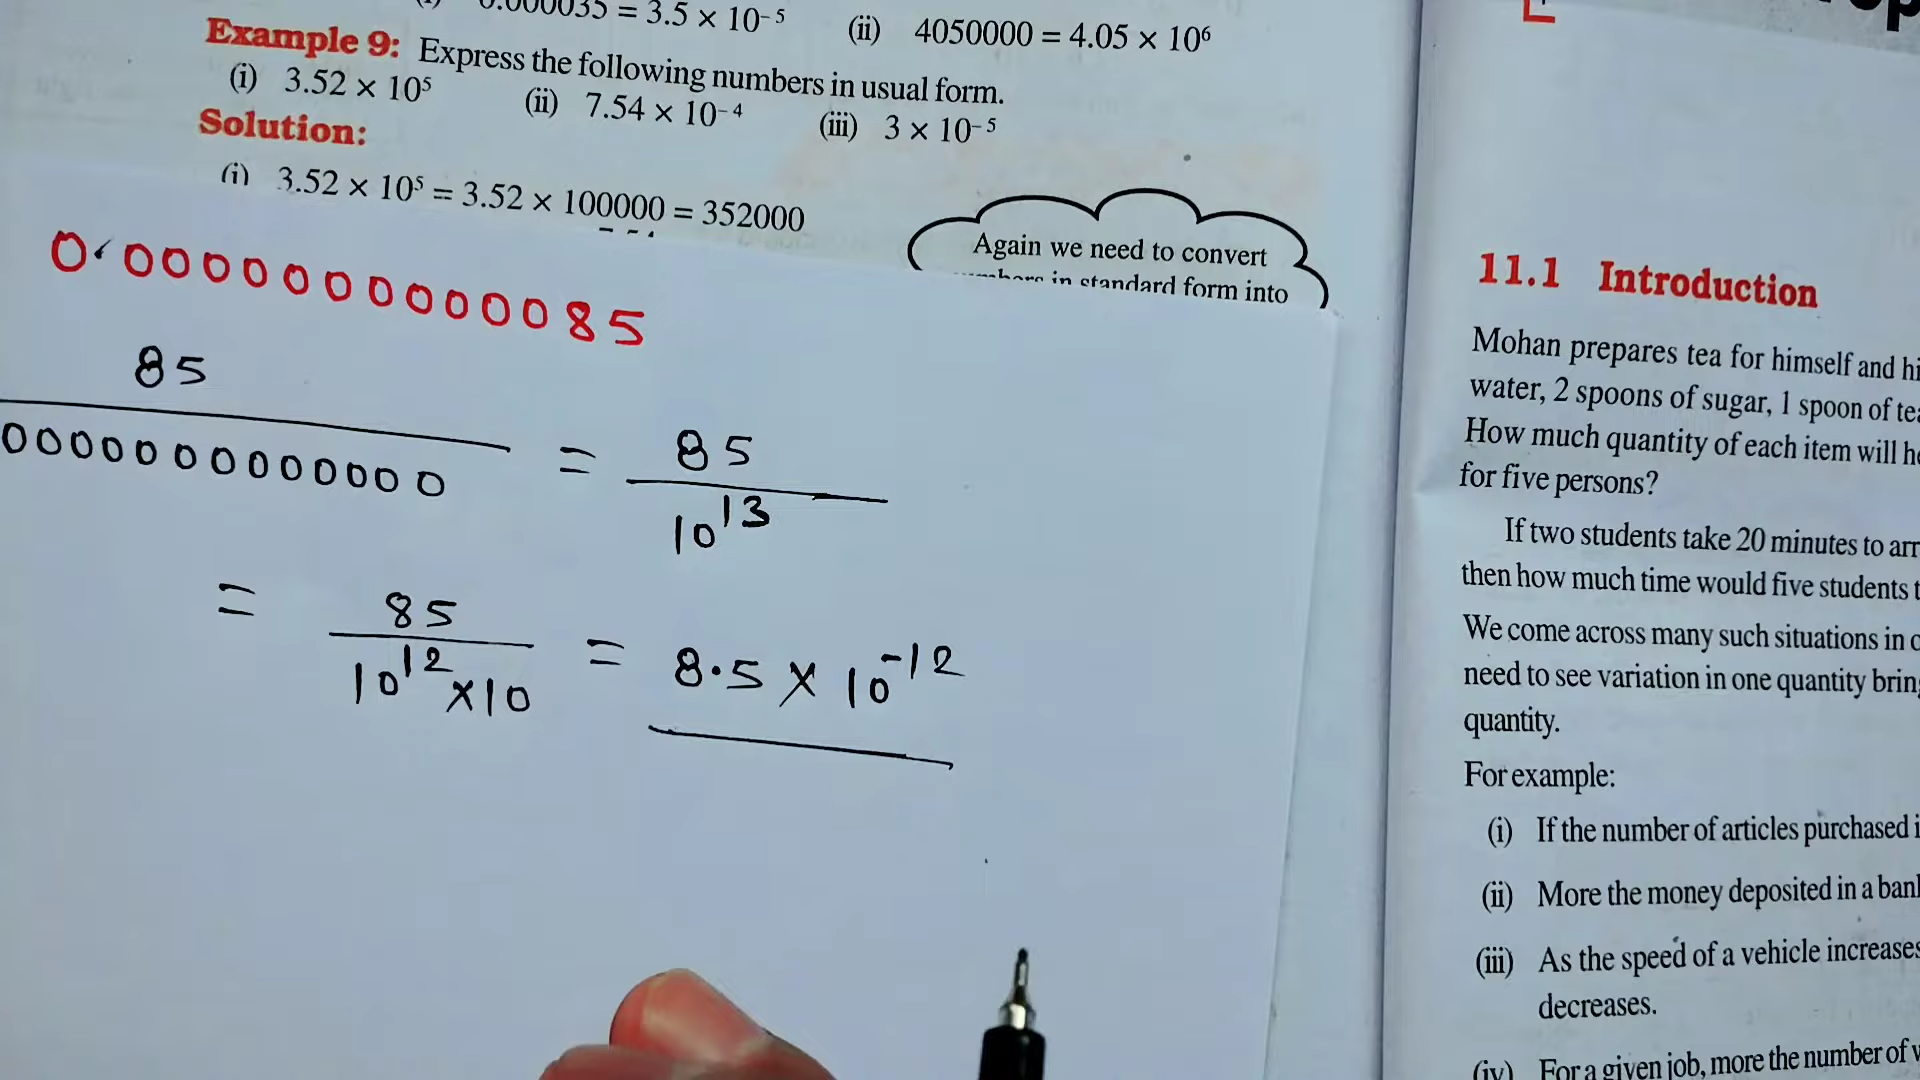 0.000035 = 3.5 × 10⁻⁵ (ii) 4050000 = 4.05 × 10⁶
Example 9: Express the following numbers in usual form.
(i) 3.52 × 10⁵ (ii) 7.54 × 10⁻⁴ (iii) 3 × 10⁻⁵
Solution:
(i) 3.52 × 10⁵ = 3.52 × 100000 = 352000
Again we need to convert
in standard form into
0.0000000000085
85
000000000000 = 85
10¹³
= 85 = 8.5 × 10⁻¹²
10¹² × 10
11.1 Introduction
Mohan prepares tea for himself and
water, 2 spoons of sugar, 1 spoon of
How much quantity of each item will
for five persons?
If two students take 20 minutes to
then how much time would five students
We come across many such situations in
need to see variation in one quantity
quantity.
For example:
(i) If the number of articles purchased
(ii) More the money deposited in a
(iii) As the speed of a vehicle increases
decreases.
(iv) For a given job, more the number of